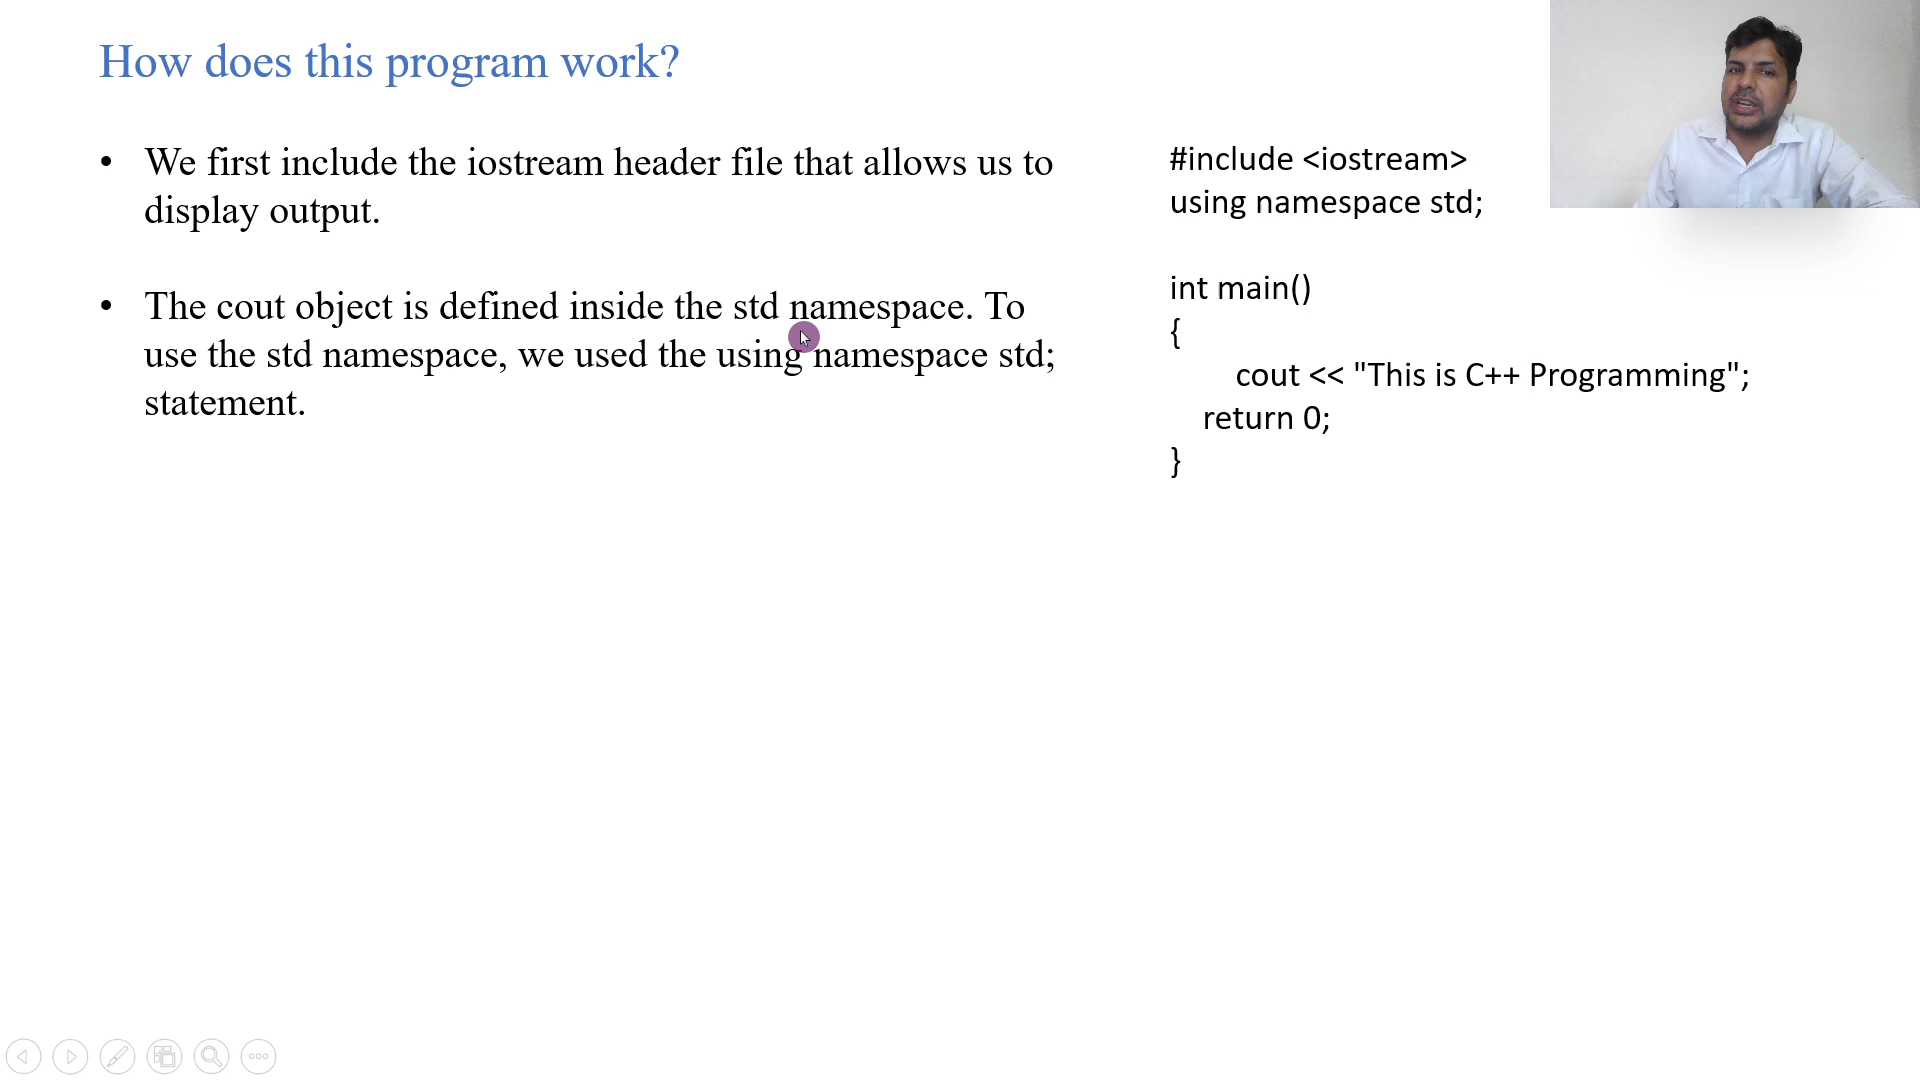 How does this program work?
• We first include the iostream header file that allows us to
display output.
• The cout object is defined inside the std namespace. To
use the std namespace, we used the using namespace std;
statement.
#include <iostream>
using namespace std;
int main()
{
cout << "This is C++ Programming";
return 0;
}